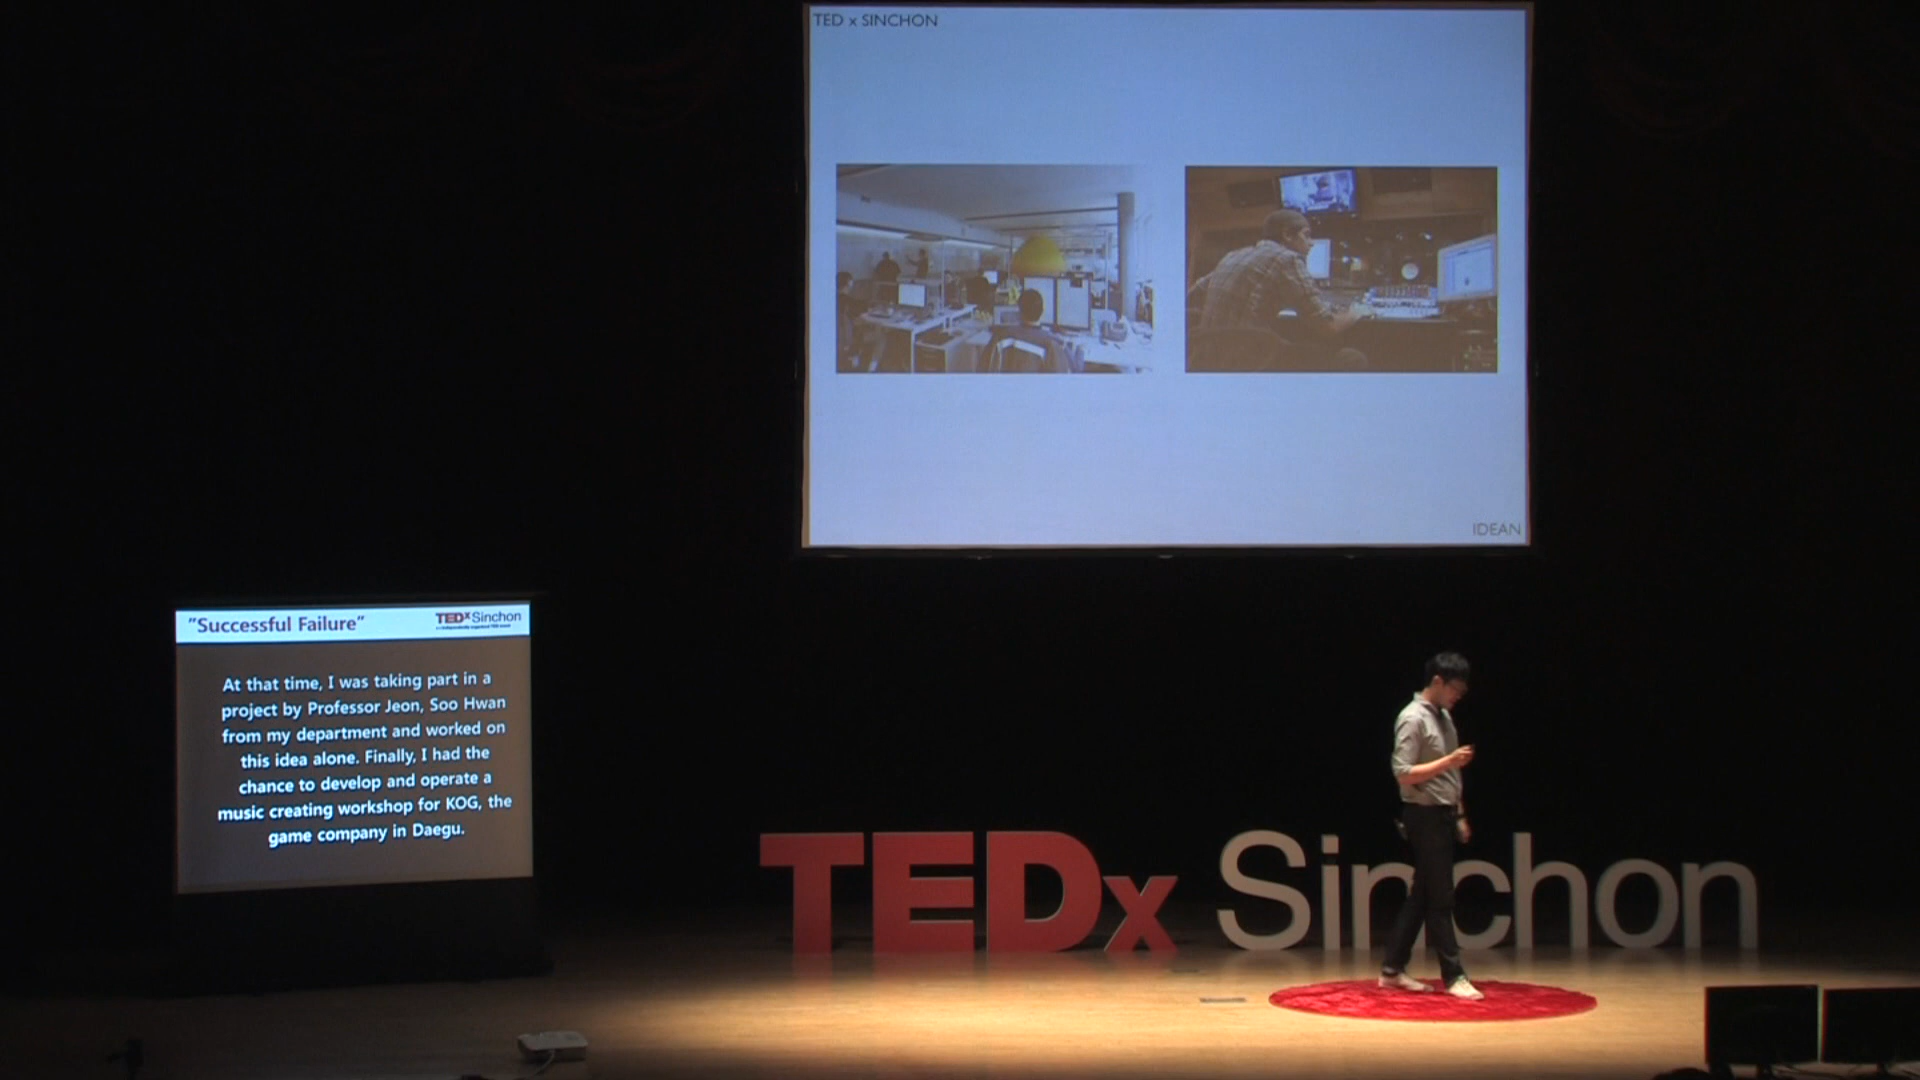 TED x SINCHON
IDEAN
"Successful Failure"
TEDxSinchon
At that time, I was taking part in a
project by Professor Jeon, Soo Hwan
from my department and worked on
this idea alone. Finally, I had the
chance to develop and operate a
music creating workshop for KOG, the
game company in Daegu.
TEDx Sinchon